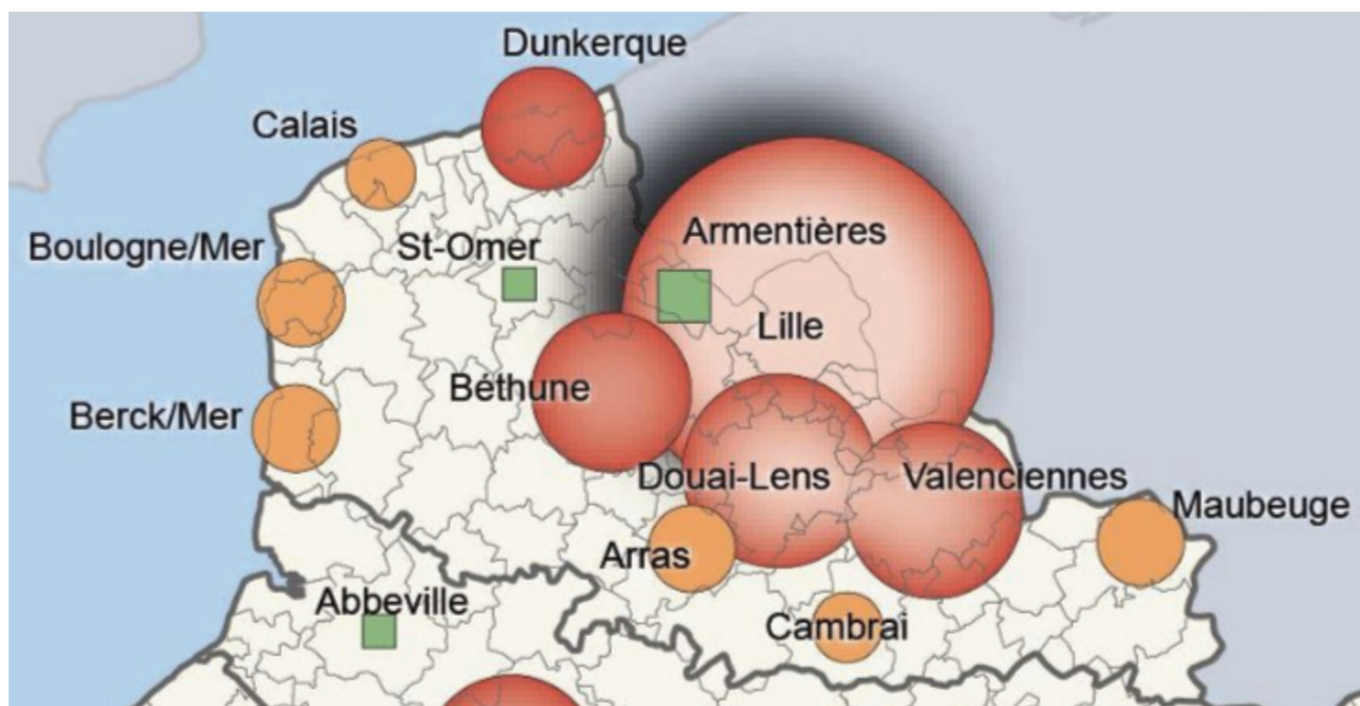 Dunkerque
Calais
Armentières
Boulogne/Mer
St-Omer
Lille
Béthune
Berck/Mer
Douai-Lens
Valenciennes
Maubeuge
Arras
Abbeville
Cambrai